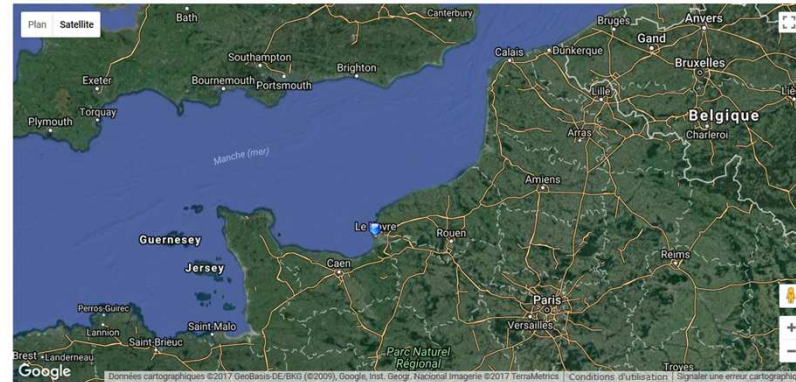 Plan Satellite
Bath
Canterbury
Bruges
Anvers
Gand
Calais
Dunkerque
Southampton
Bruxelles
Exeter
Bournemouth
Portsmouth
Brighton
Lille
Torquay
Plymouth
Belgique
Arras
Charleroi
Manche (mer)
Amiens
Le Havre
Guernesey
Rouen
Jersey
Caen
Reims
Paris
Perros-Guirec
Versailles
Lannion
Saint-Malo
Saint-Brieuc
Parc Naturel
Régional
Brest
Landerneau
Troyes
Google
Données cartographiques ©2017 GeoBasis-DE/BKG (©2009), Google, Inst. Geogr. Nacional Imagerie ©2017 TerraMetrics
Conditions d'utilisation
Signaler une erreur cartographiq